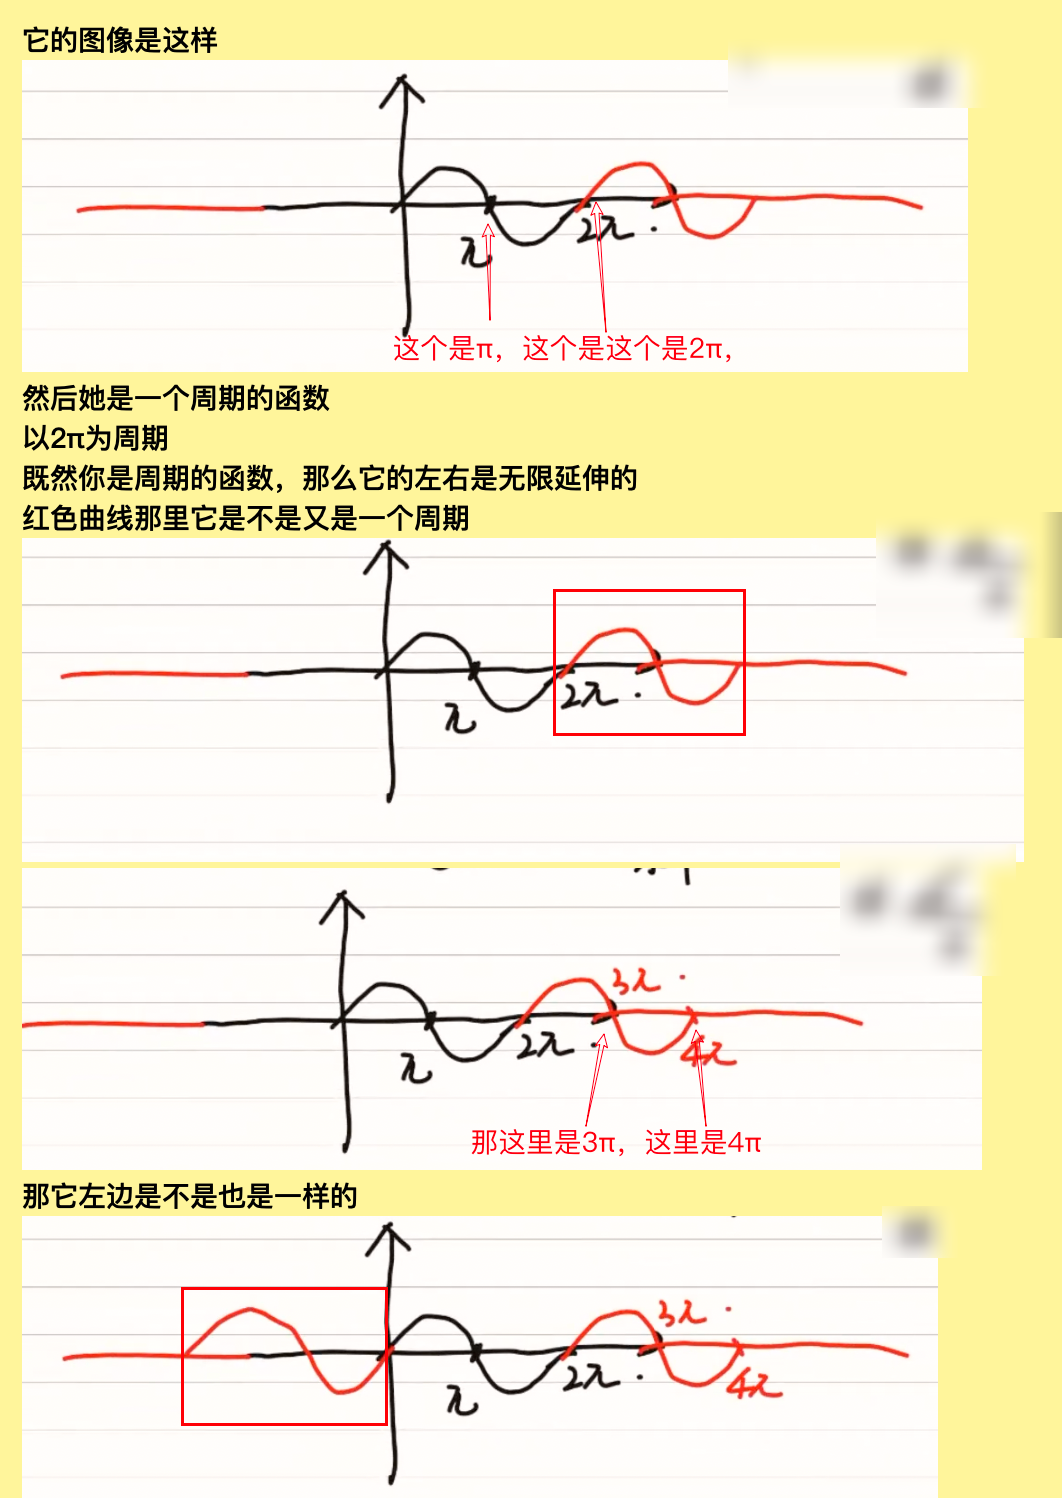 它的图像是这样
π
2π.
这个是π，这个是这个是2π，
然后她是一个周期的函数
以2π为周期
既然你是周期的函数，那么它的左右是无限延伸的
红色曲线那里它是不是又是一个周期
π
2π.
3π.
π
2π.
4π
那这里是3π，这里是4π
那它左边是不是也是一样的
3π.
π
2π.
4π